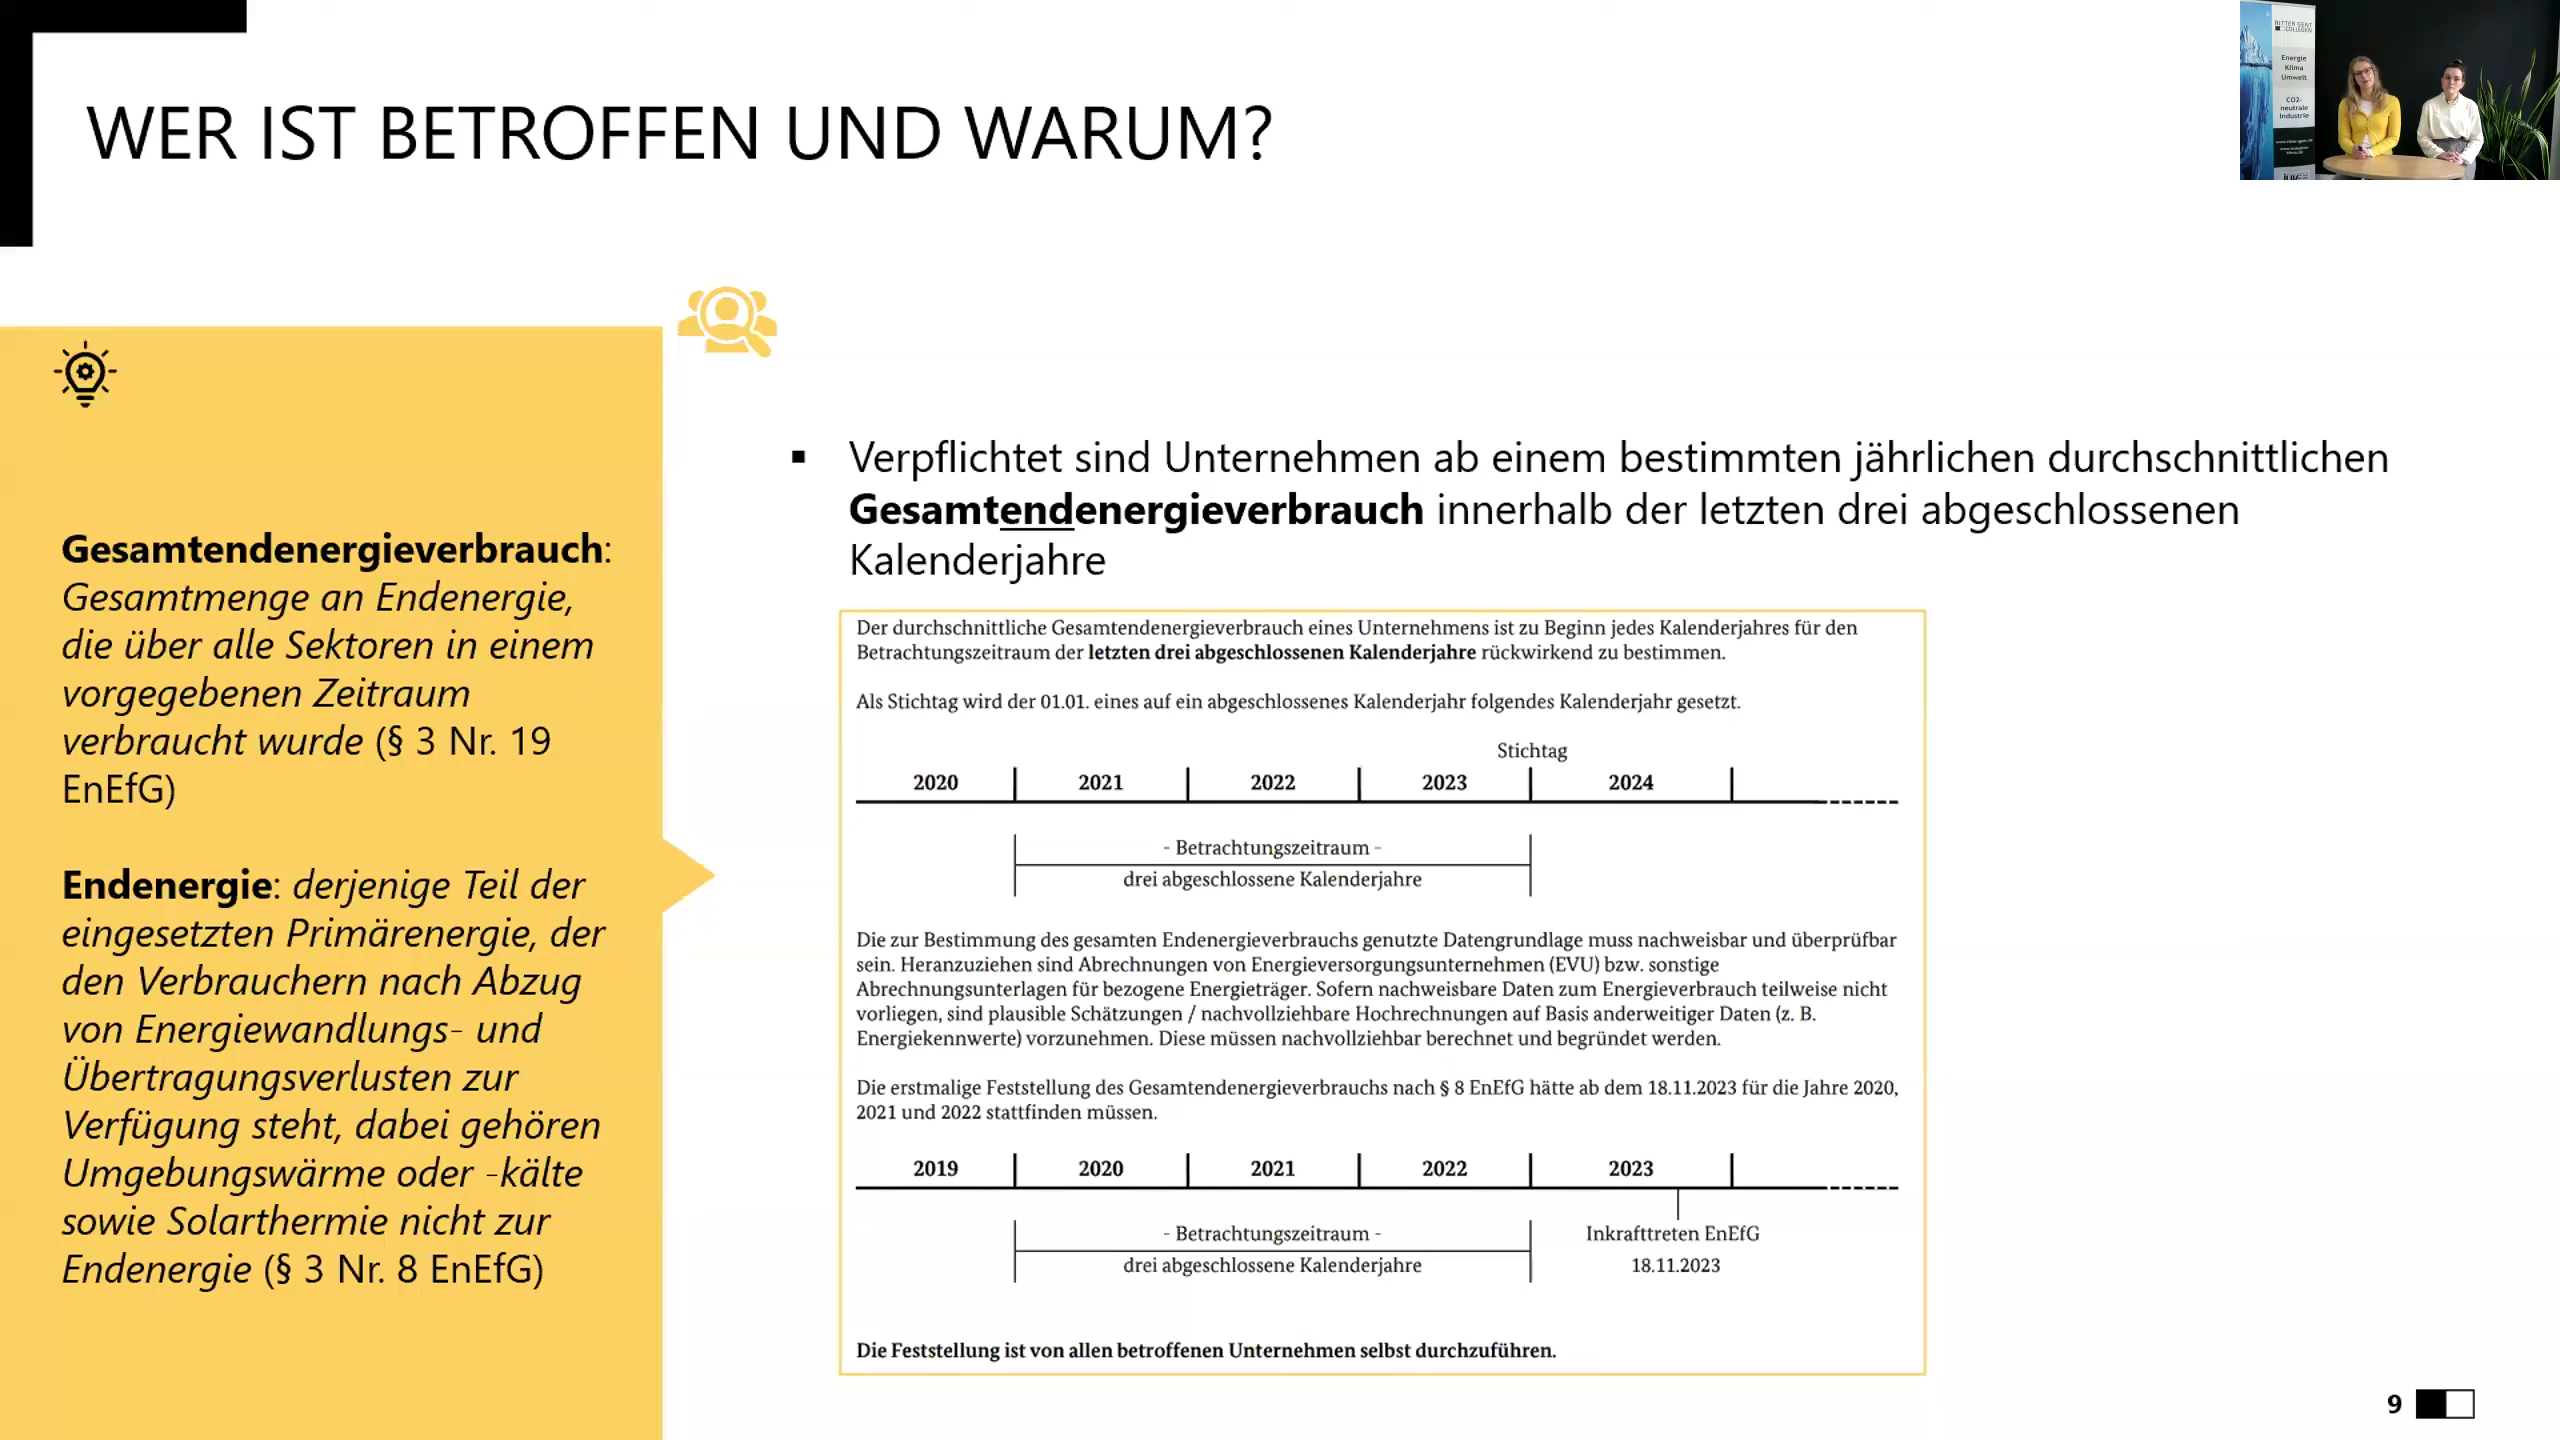 WER IST BETROFFEN UND WARUM?
RITTER GENT
COLLEGEN
Energie
Klima
Umwelt
CO2-
neutrale
Industrie
Gesamtendenergieverbrauch:
Gesamtmenge an Endenergie,
die über alle Sektoren in einem
vorgegebenen Zeitraum
verbraucht wurde (§ 3 Nr. 19
EnEfG)
Endenergie: derjenige Teil der
eingesetzten Primärenergie, der
den Verbrauchern nach Abzug
von Energiewandlungs- und
Übertragungsverlusten zur
Verfügung steht, dabei gehören
Umgebungswärme oder -kälte
sowie Solarthermie nicht zur
Endenergie (§ 3 Nr. 8 EnEfG)
▪ Verpflichtet sind Unternehmen ab einem bestimmten jährlichen durchschnittlichen
Gesamtendenergieverbrauch innerhalb der letzten drei abgeschlossenen
Kalenderjahre
Der durchschnittliche Gesamtendenergieverbrauch eines Unternehmens ist zu Beginn jedes Kalenderjahres für den
Betrachtungszeitraum der letzten drei abgeschlossenen Kalenderjahre rückwirkend zu bestimmen.
Als Stichtag wird der 01.01. eines auf ein abgeschlossenes Kalenderjahr folgendes Kalenderjahr gesetzt.
Stichtag
2020 2021 2022 2023 2024
- Betrachtungszeitraum -
drei abgeschlossene Kalenderjahre
Die zur Bestimmung des gesamten Endenergieverbrauchs genutzte Datengrundlage muss nachweisbar und überprüfbar
sein. Heranzuziehen sind Abrechnungen von Energieversorgungsunternehmen (EVU) bzw. sonstige
Abrechnungsunterlagen für bezogene Energieträger. Sofern nachweisbare Daten zum Energieverbrauch teilweise nicht
vorliegen, sind plausible Schätzungen / nachvollziehbare Hochrechnungen auf Basis anderweitiger Daten (z. B.
Energiekennwerte) vorzunehmen. Diese müssen nachvollziehbar berechnet und begründet werden.
Die erstmalige Feststellung des Gesamtendenergieverbrauchs nach § 8 EnEfG hätte ab dem 18.11.2023 für die Jahre 2020,
2021 und 2022 stattfinden müssen.
2019 2020 2021 2022 2023
- Betrachtungszeitraum -
drei abgeschlossene Kalenderjahre
Inkrafttreten EnEfG
18.11.2023
Die Feststellung ist von allen betroffenen Unternehmen selbst durchzuführen.
9